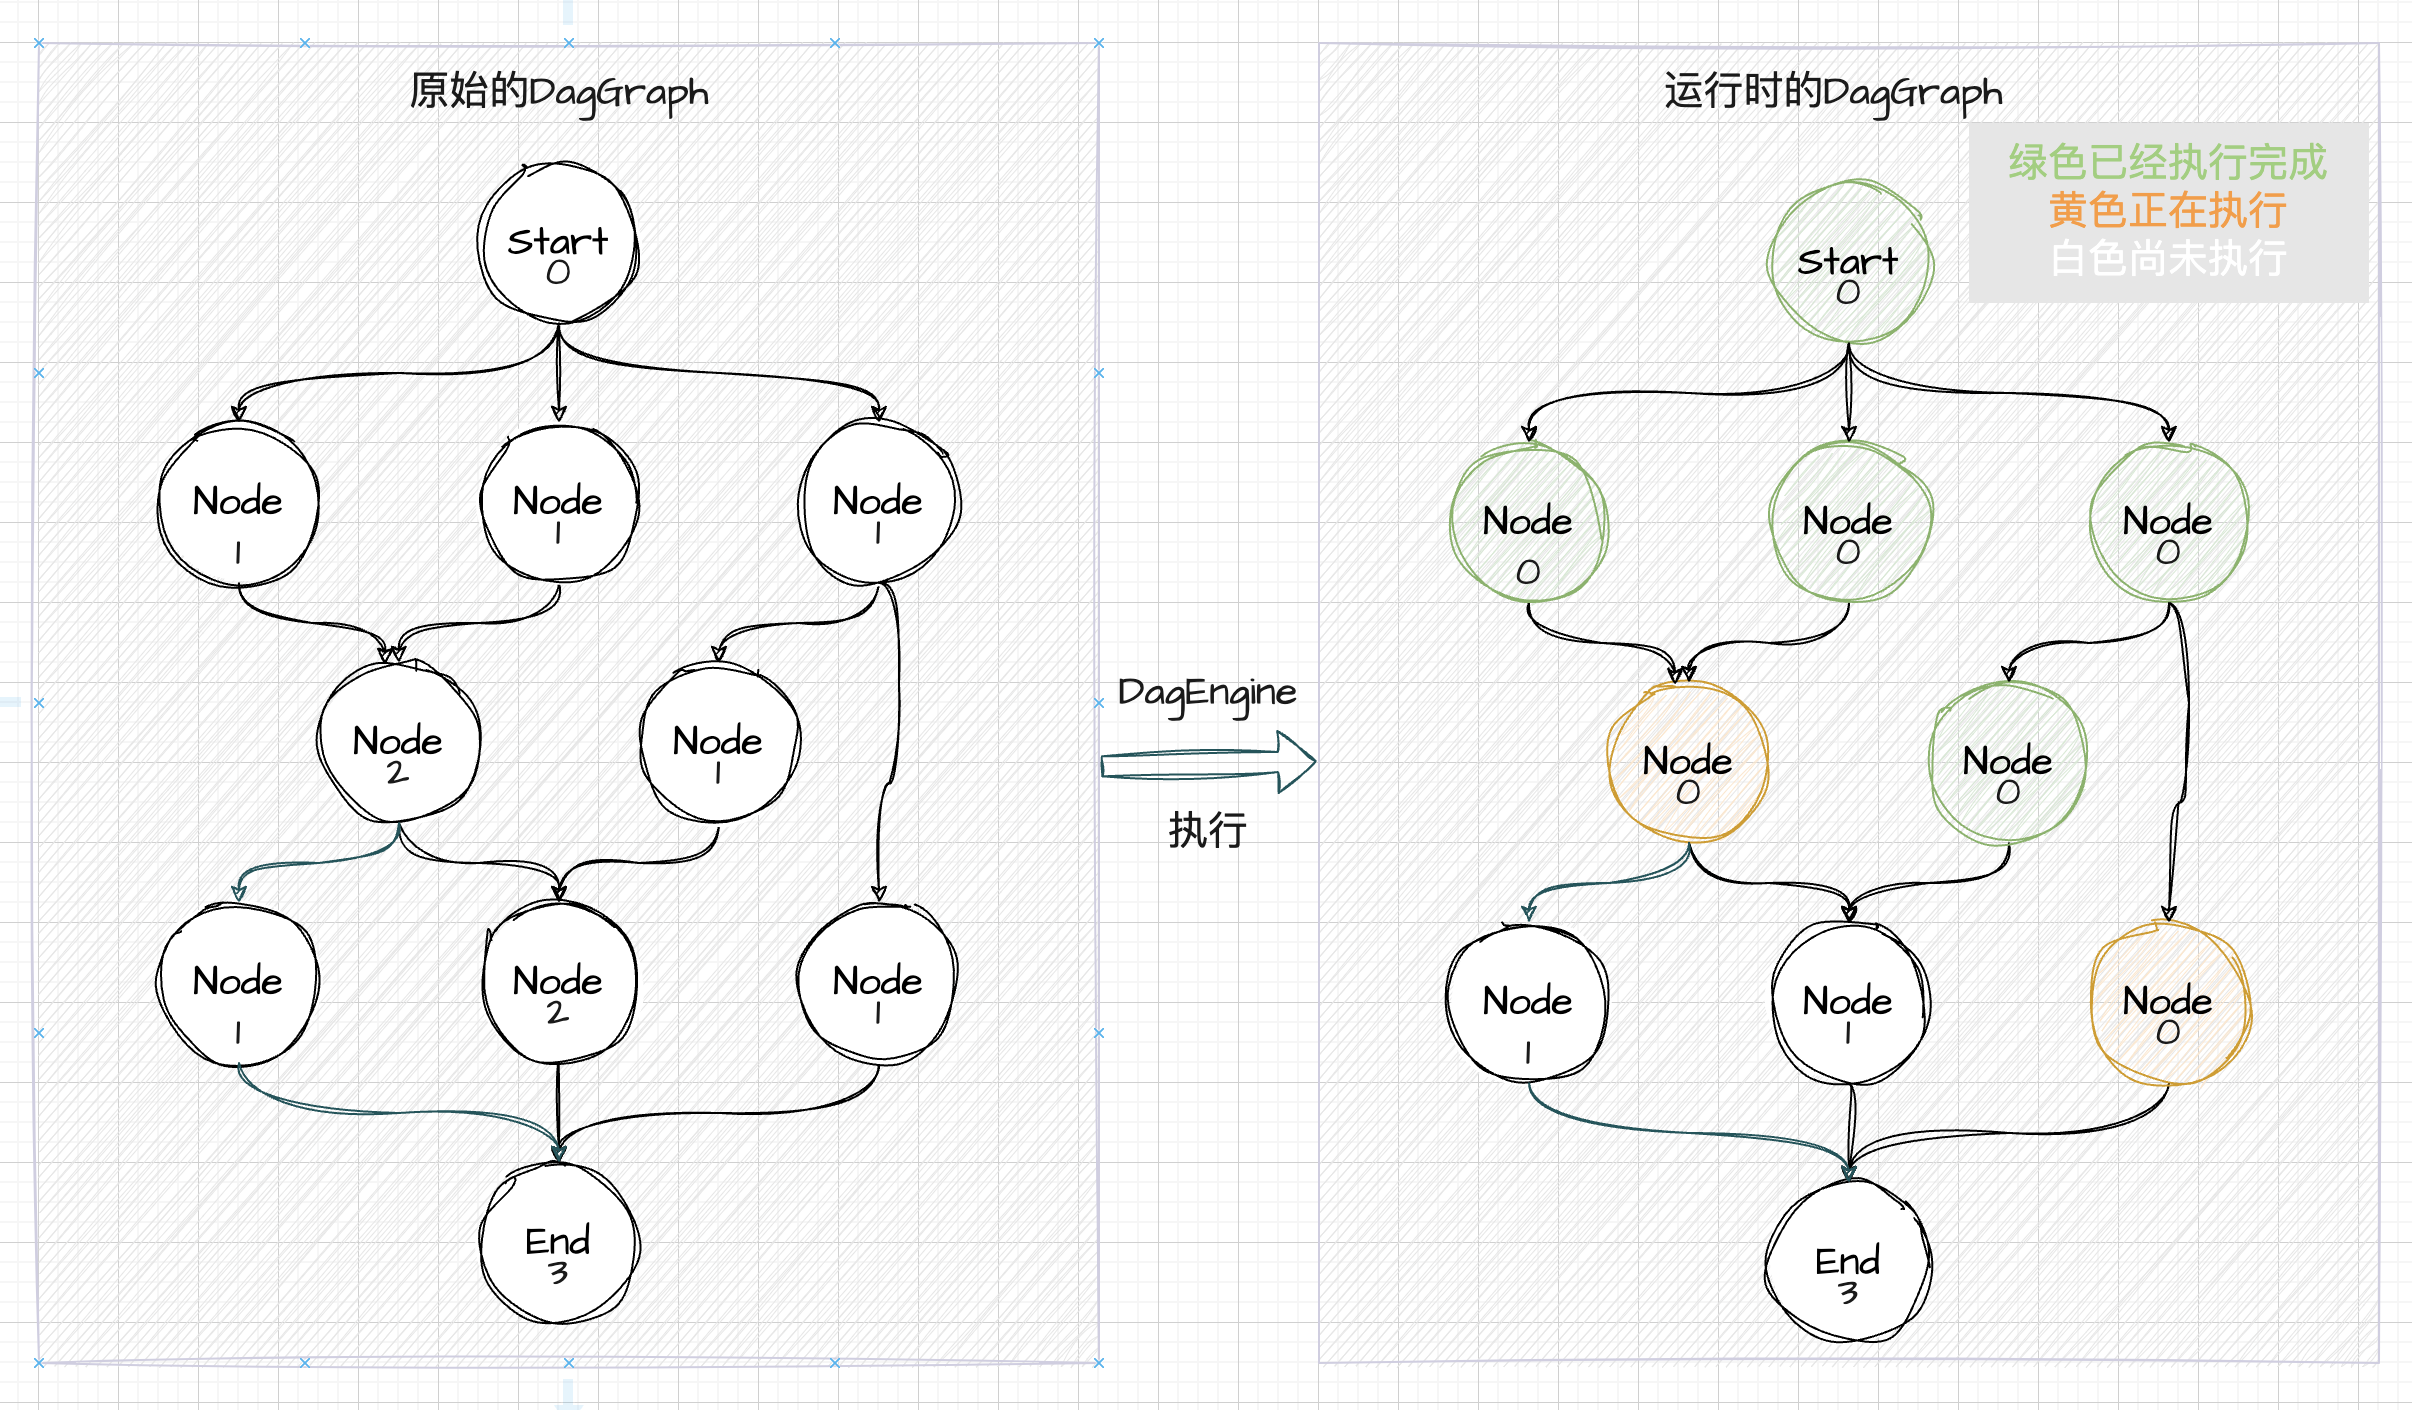 原始的DagGraph
Start
0
Node
1
Node
1
Node
1
Node
2
Node
1
Node
1
Node
2
Node
1
End
3
DagEngine
执行
运行时的DagGraph
绿色已经执行完成
黄色正在执行
白色尚未执行
Start
0
Node
0
Node
0
Node
0
Node
0
Node
0
Node
1
Node
1
Node
0
End
3